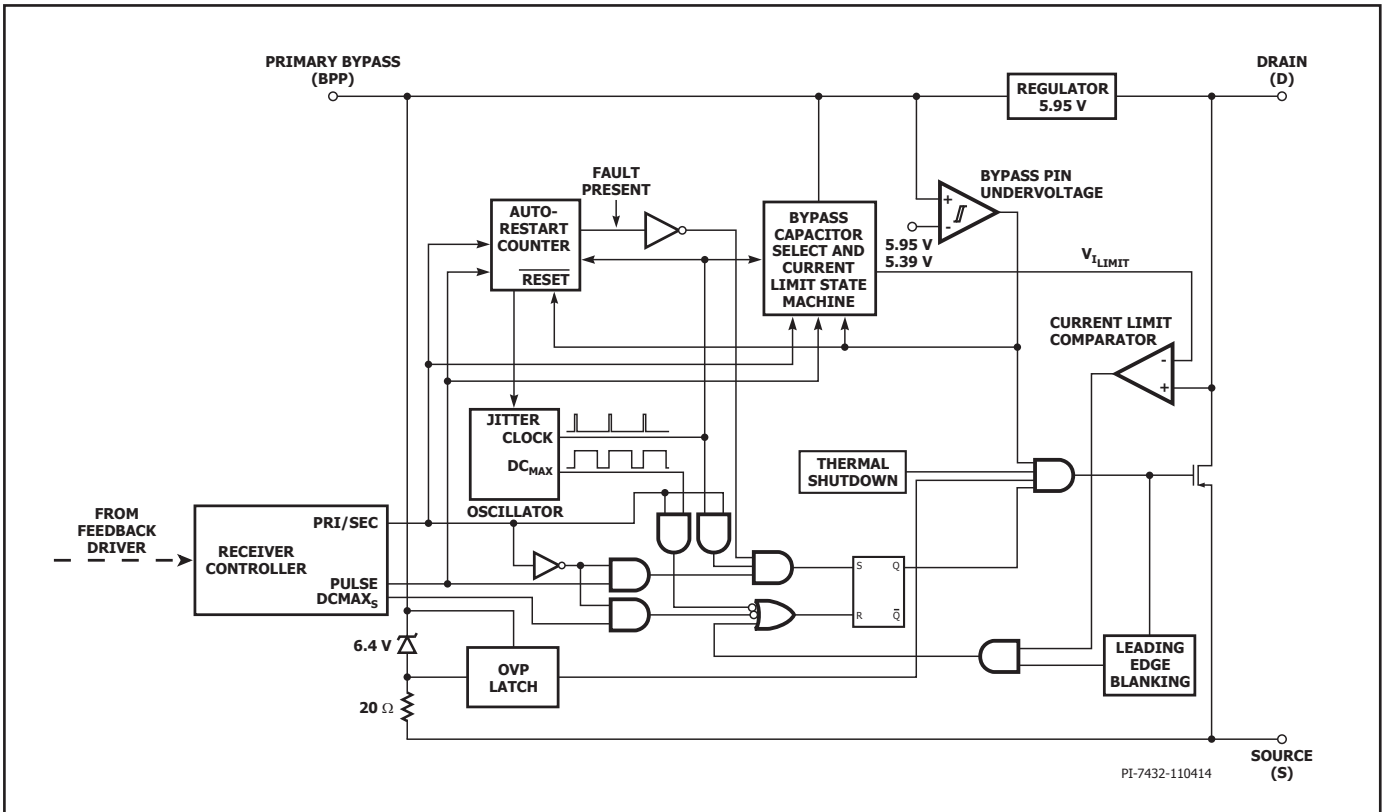 PRIMARY BYPASS
(BPP)
DRAIN
(D)
REGULATOR
5.95 V
FAULT
PRESENT
BYPASS PIN
UNDERVOLTAGE
+
-
AUTO-
RESTART
COUNTER
RESET
BYPASS
CAPACITOR
SELECT AND
CURRENT
LIMIT STATE
MACHINE
5.95 V
5.39 V
VILIMIT
CURRENT LIMIT
COMPARATOR
-
+
JITTER
CLOCK
DCMAX
OSCILLATOR
THERMAL
SHUTDOWN
FROM
FEEDBACK
DRIVER
RECEIVER
CONTROLLER
PRI/SEC
PULSE
DCMAXS
S Q
R Q̅
6.4 V
OVP
LATCH
20 Ω
LEADING
EDGE
BLANKING
SOURCE
(S)
PI-7432-110414